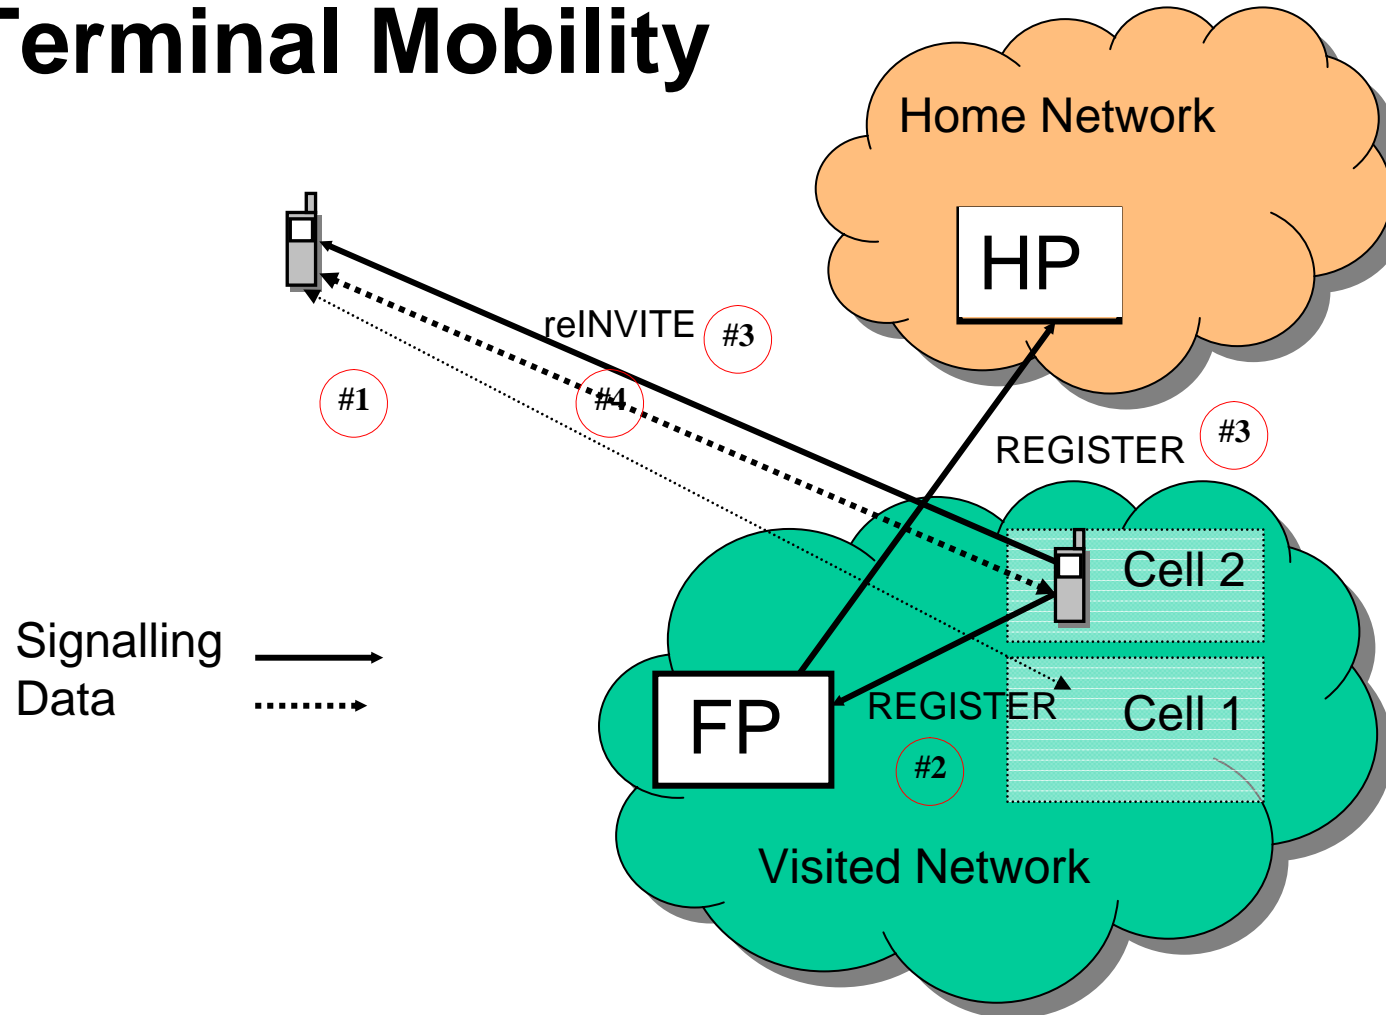 Terminal Mobility
Home Network
HP
reINVITE
#3
#1
#4
REGISTER
#3
Cell 2
Signalling
Data
FP
REGISTER
Cell 1
#2
Visited Network